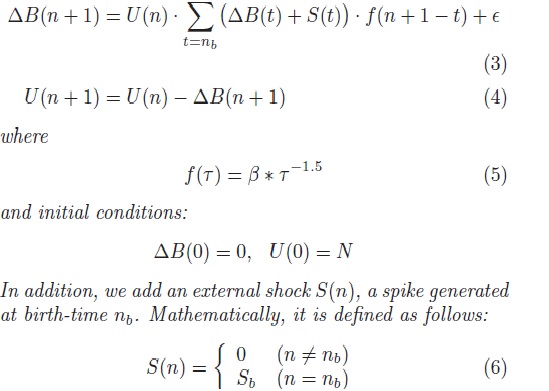 ΔB(n + 1) = U(n) · ∑ (ΔB(t) + S(t)) · f(n + 1 − t) + ϵ
t=n_b
(3)
U(n + 1) = U(n) − ΔB(n + 1) (4)
where
f(τ) = β ∗ τ^{−1.5} (5)
and initial conditions:
ΔB(0) = 0, U(0) = N
In addition, we add an external shock S(n), a spike generated
at birth-time n_b. Mathematically, it is defined as follows:
S(n) = { 0 (n ≠ n_b)
S_b (n = n_b) (6)